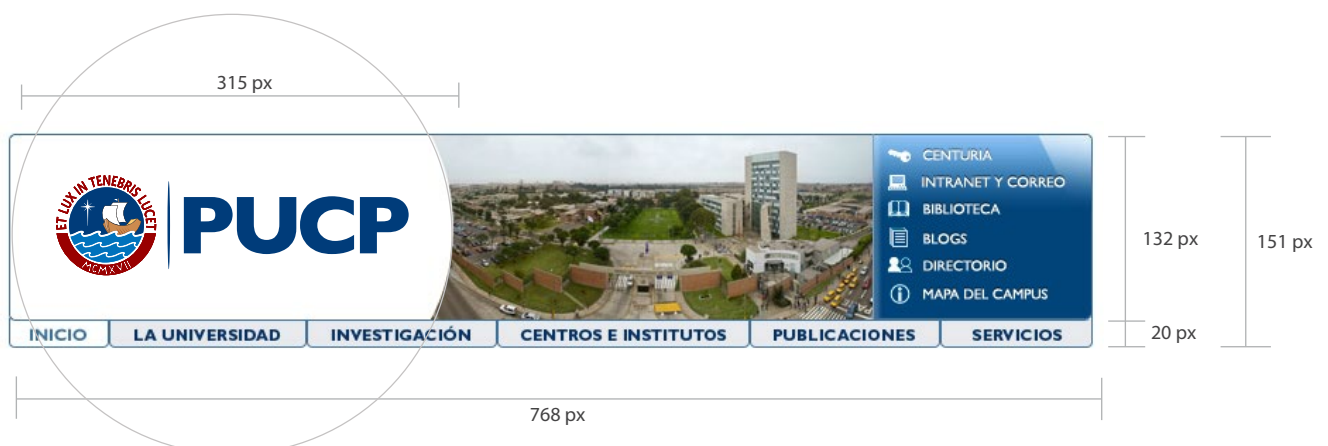 315 px
ET LUX IN TENEBRIS LUCET
MCMXVII
PUCP
CENTURIA
INTRANET Y CORREO
BIBLIOTECA
BLOGS
DIRECTORIO
MAPA DEL CAMPUS
132 px
151 px
INICIO
LA UNIVERSIDAD
INVESTIGACIÓN
CENTROS E INSTITUTOS
PUBLICACIONES
SERVICIOS
20 px
768 px